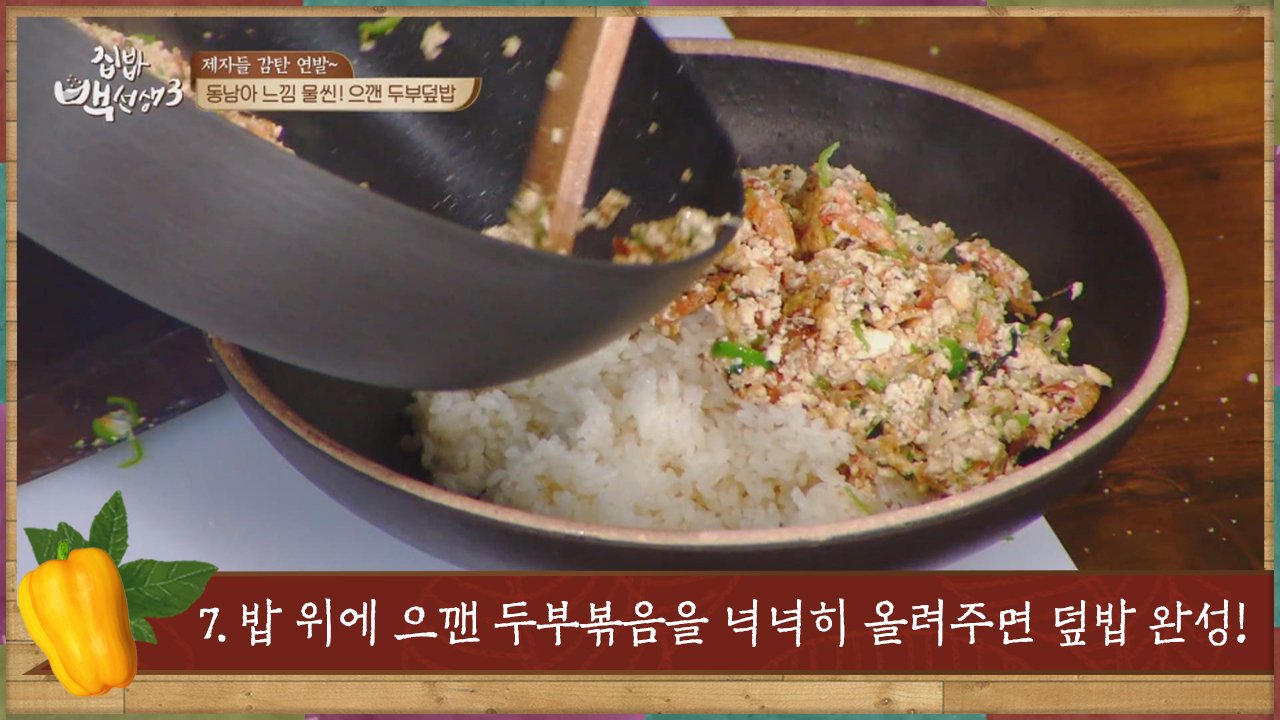 집밥
백선생3
제자들 감탄 연발~
동남아 느낌 물씬! 으깬 두부덮밥
7. 밥 위에 으깬 두부볶음을 넉넉히 올려주면 덮밥 완성!